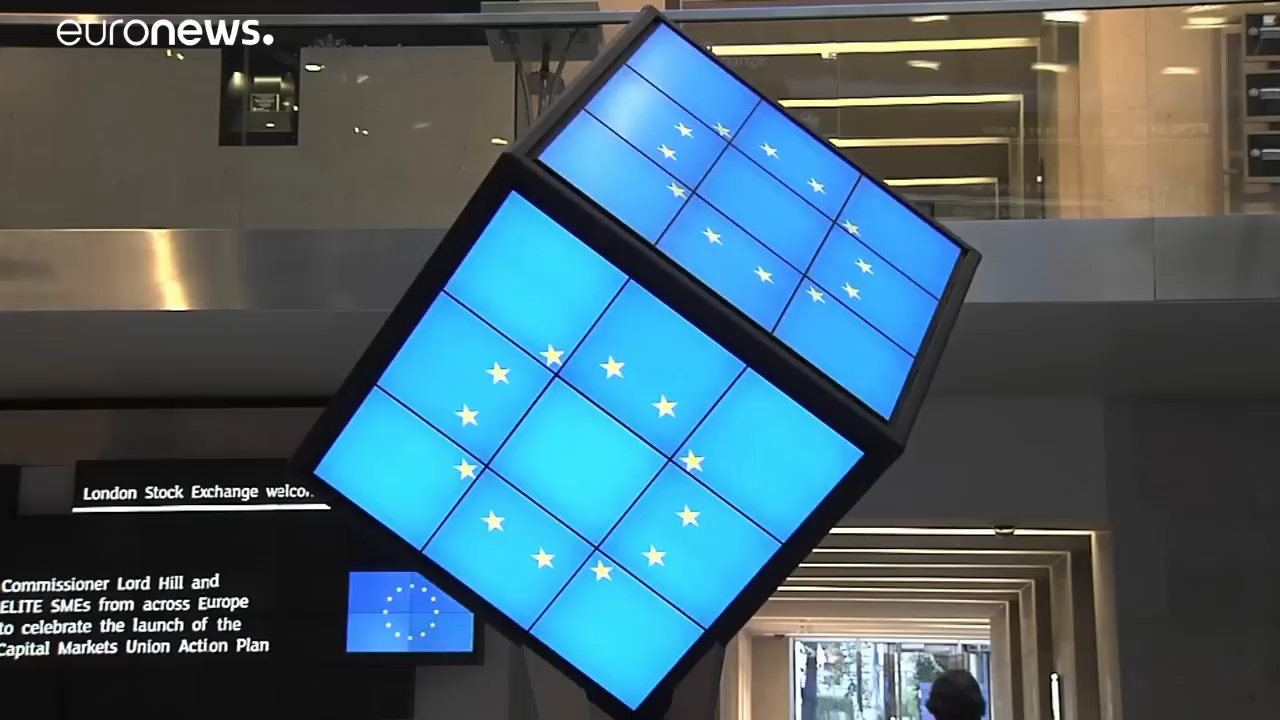 euronews.
London Stock Exchange
Commissioner Lord Hill and
ELITE SMEs from across Europe
to celebrate the launch of the
Capital Markets Union Action Plan